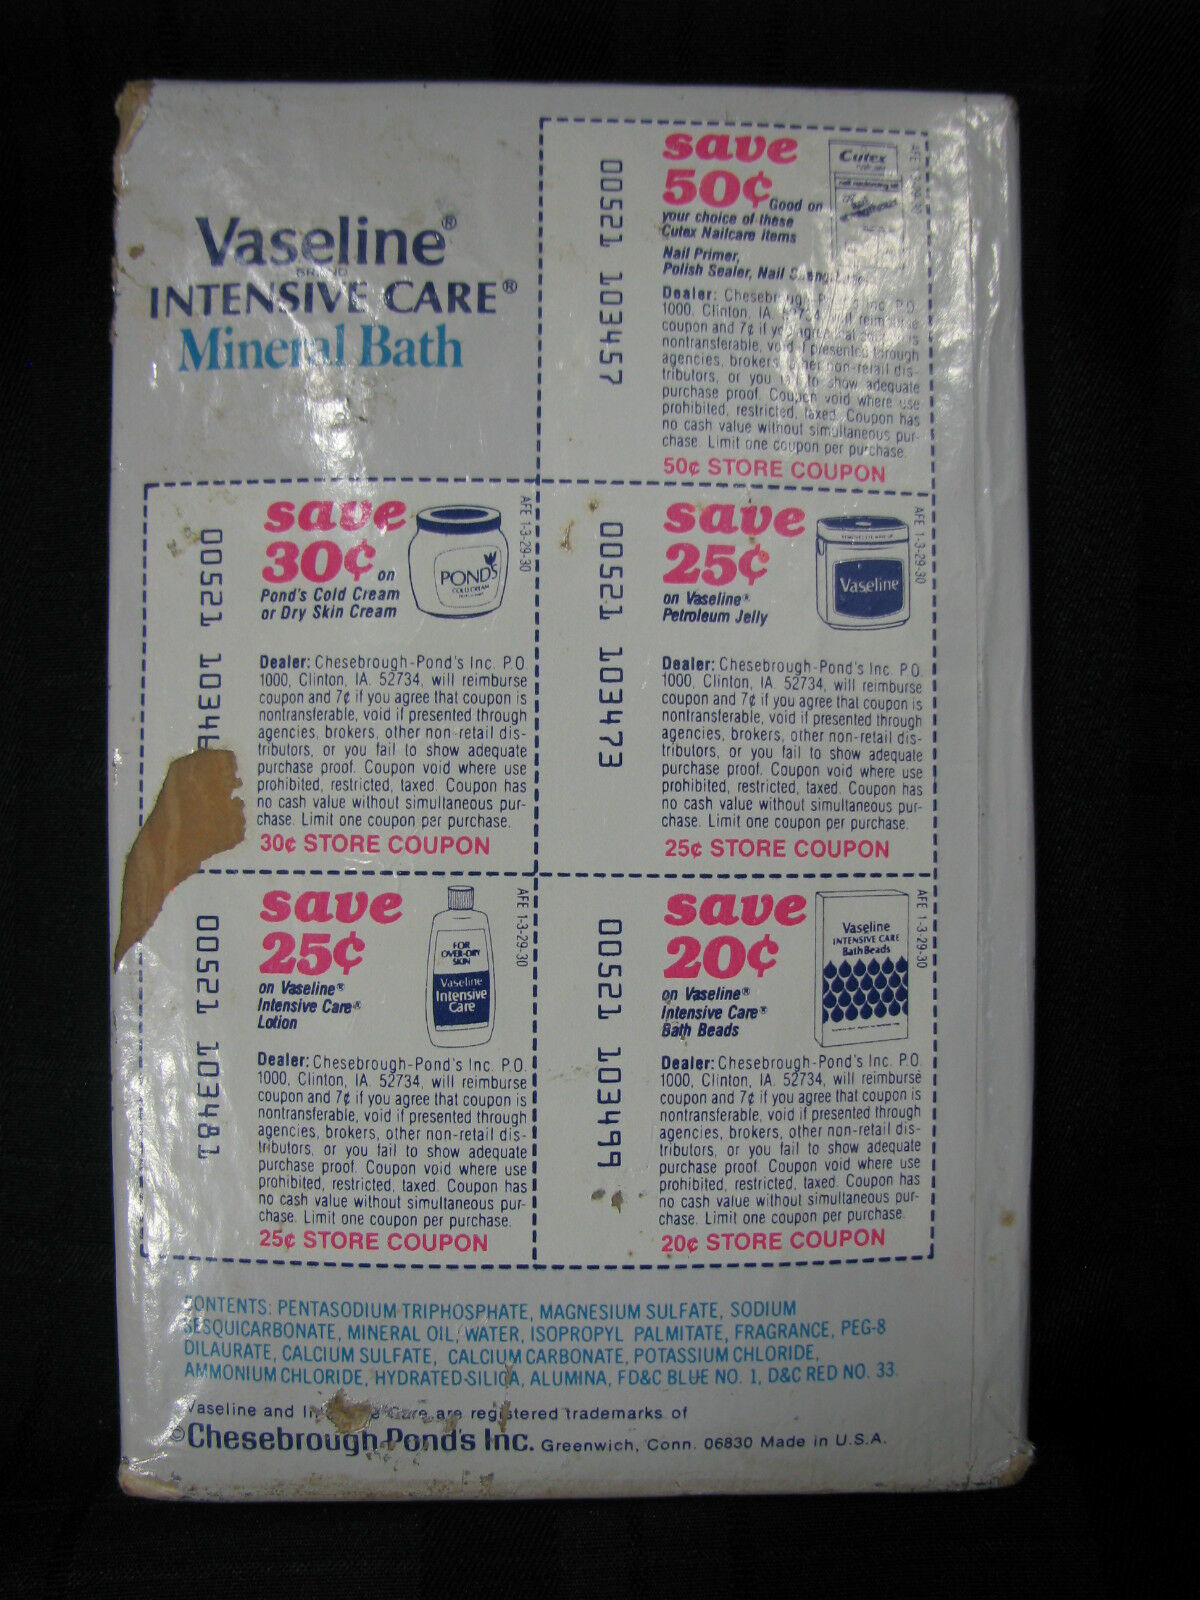 Vaseline®
BRAND
INTENSIVE CARE®
Mineral Bath
save
50¢
Good on
your choice of these
Cutex Nailcare items
Nail Primer,
Polish Sealer, Nail
Cutex
AFE
00521 103457
Dealer: Chesebrough-Pond's Inc. P.O.
1000, Clinton, IA. 52734, will reimburse
coupon and 7¢ if you agree that coupon is
nontransferable, void if presented through
agencies, brokers, other non-retail dis-
tributors, or you fail to show adequate
purchase proof. Coupon void where use
prohibited, restricted, taxed. Coupon has
no cash value without simultaneous pur-
chase. Limit one coupon per purchase.
50¢ STORE COUPON
save
30¢
on
Pond's Cold Cream
or Dry Skin Cream
POND'S
COLD CREAM
AFE 1-3-29-30
00521 1034
Dealer: Chesebrough-Pond's Inc. P.O.
1000, Clinton, IA. 52734, will reimburse
coupon and 7¢ if you agree that coupon is
nontransferable, void if presented through
agencies, brokers, other non-retail dis-
tributors, or you fail to show adequate
purchase proof. Coupon void where use
prohibited, restricted, taxed. Coupon has
no cash value without simultaneous pur-
chase. Limit one coupon per purchase.
30¢ STORE COUPON
save
25¢
on Vaseline®
Petroleum Jelly
Vaseline
AFE 1-3-29-30
00521 103473
Dealer: Chesebrough-Pond's Inc. P.O.
1000, Clinton, IA. 52734, will reimburse
coupon and 7¢ if you agree that coupon is
nontransferable, void if presented through
agencies, brokers, other non-retail dis-
tributors, or you fail to show adequate
purchase proof. Coupon void where use
prohibited, restricted, taxed. Coupon has
no cash value without simultaneous pur-
chase. Limit one coupon per purchase.
25¢ STORE COUPON
save
25¢
on Vaseline®
Intensive Care®
Lotion
FOR
OVER-DRY
SKIN
Vaseline
Intensive
Care
AFE 1-3-29-30
00521 103481
Dealer: Chesebrough-Pond's Inc. P.O.
1000, Clinton, IA. 52734, will reimburse
coupon and 7¢ if you agree that coupon is
nontransferable, void if presented through
agencies, brokers, other non-retail dis-
tributors, or you fail to show adequate
purchase proof. Coupon void where use
prohibited, restricted, taxed. Coupon has
no cash value without simultaneous pur-
chase. Limit one coupon per purchase.
25¢ STORE COUPON
save
20¢
on Vaseline®
Intensive Care®
Bath Beads
Vaseline
INTENSIVE CARE
Bath Beads
AFE 1-3-29-30
00521 103499
Dealer: Chesebrough-Pond's Inc. P.O.
1000, Clinton, IA. 52734, will reimburse
coupon and 7¢ if you agree that coupon is
nontransferable, void if presented through
agencies, brokers, other non-retail dis-
tributors, or you fail to show adequate
purchase proof. Coupon void where use
prohibited, restricted, taxed. Coupon has
no cash value without simultaneous pur-
chase. Limit one coupon per purchase.
20¢ STORE COUPON
CONTENTS: PENTASODIUM TRIPHOSPHATE, MAGNESIUM SULFATE, SODIUM
SESQUICARBONATE, MINERAL OIL, WATER, ISOPROPYL PALMITATE, FRAGRANCE, PEG-8
DILAURATE, CALCIUM SULFATE, CALCIUM CARBONATE, POTASSIUM CHLORIDE,
AMMONIUM CHLORIDE, HYDRATED-SILICA, ALUMINA, FD&C BLUE NO. 1, D&C RED NO. 33.
Vaseline and Intensive Care are registered trademarks of
© Chesebrough-Pond's Inc. Greenwich, Conn. 06830 Made in U.S.A.